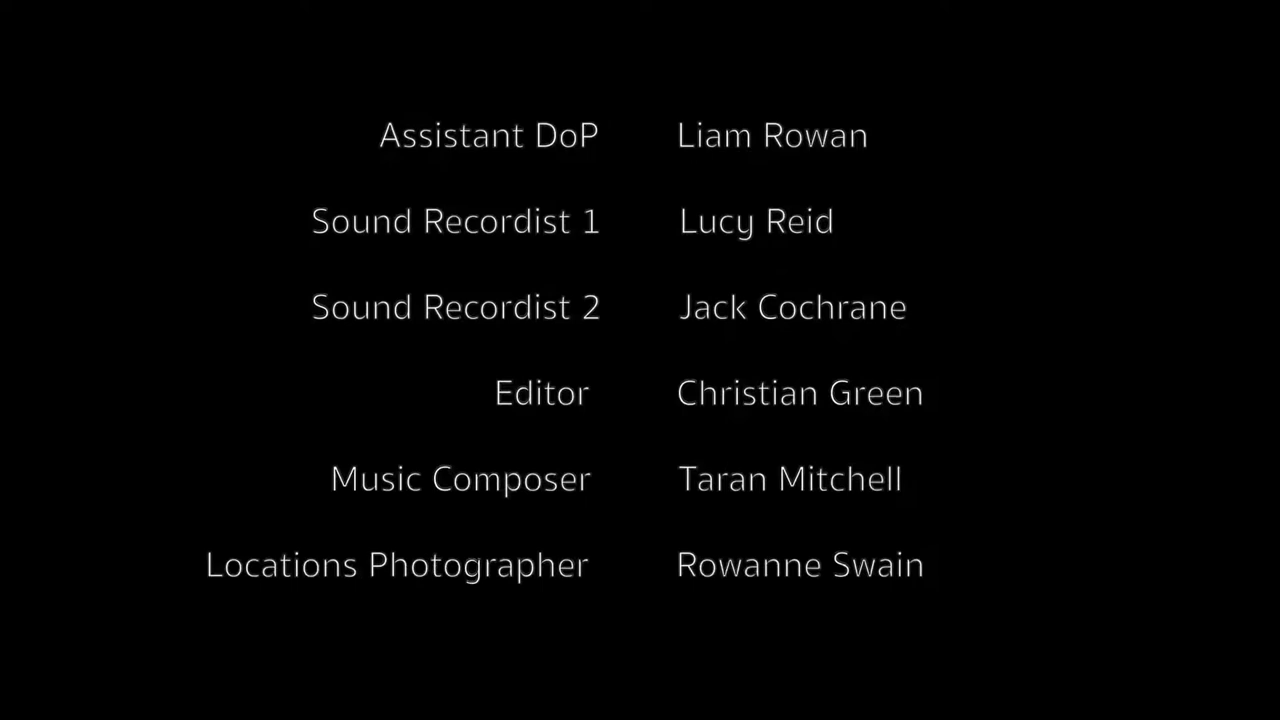 Assistant DoP Liam Rowan
Sound Recordist 1 Lucy Reid
Sound Recordist 2 Jack Cochrane
Editor Christian Green
Music Composer Taran Mitchell
Locations Photographer Rowanne Swain